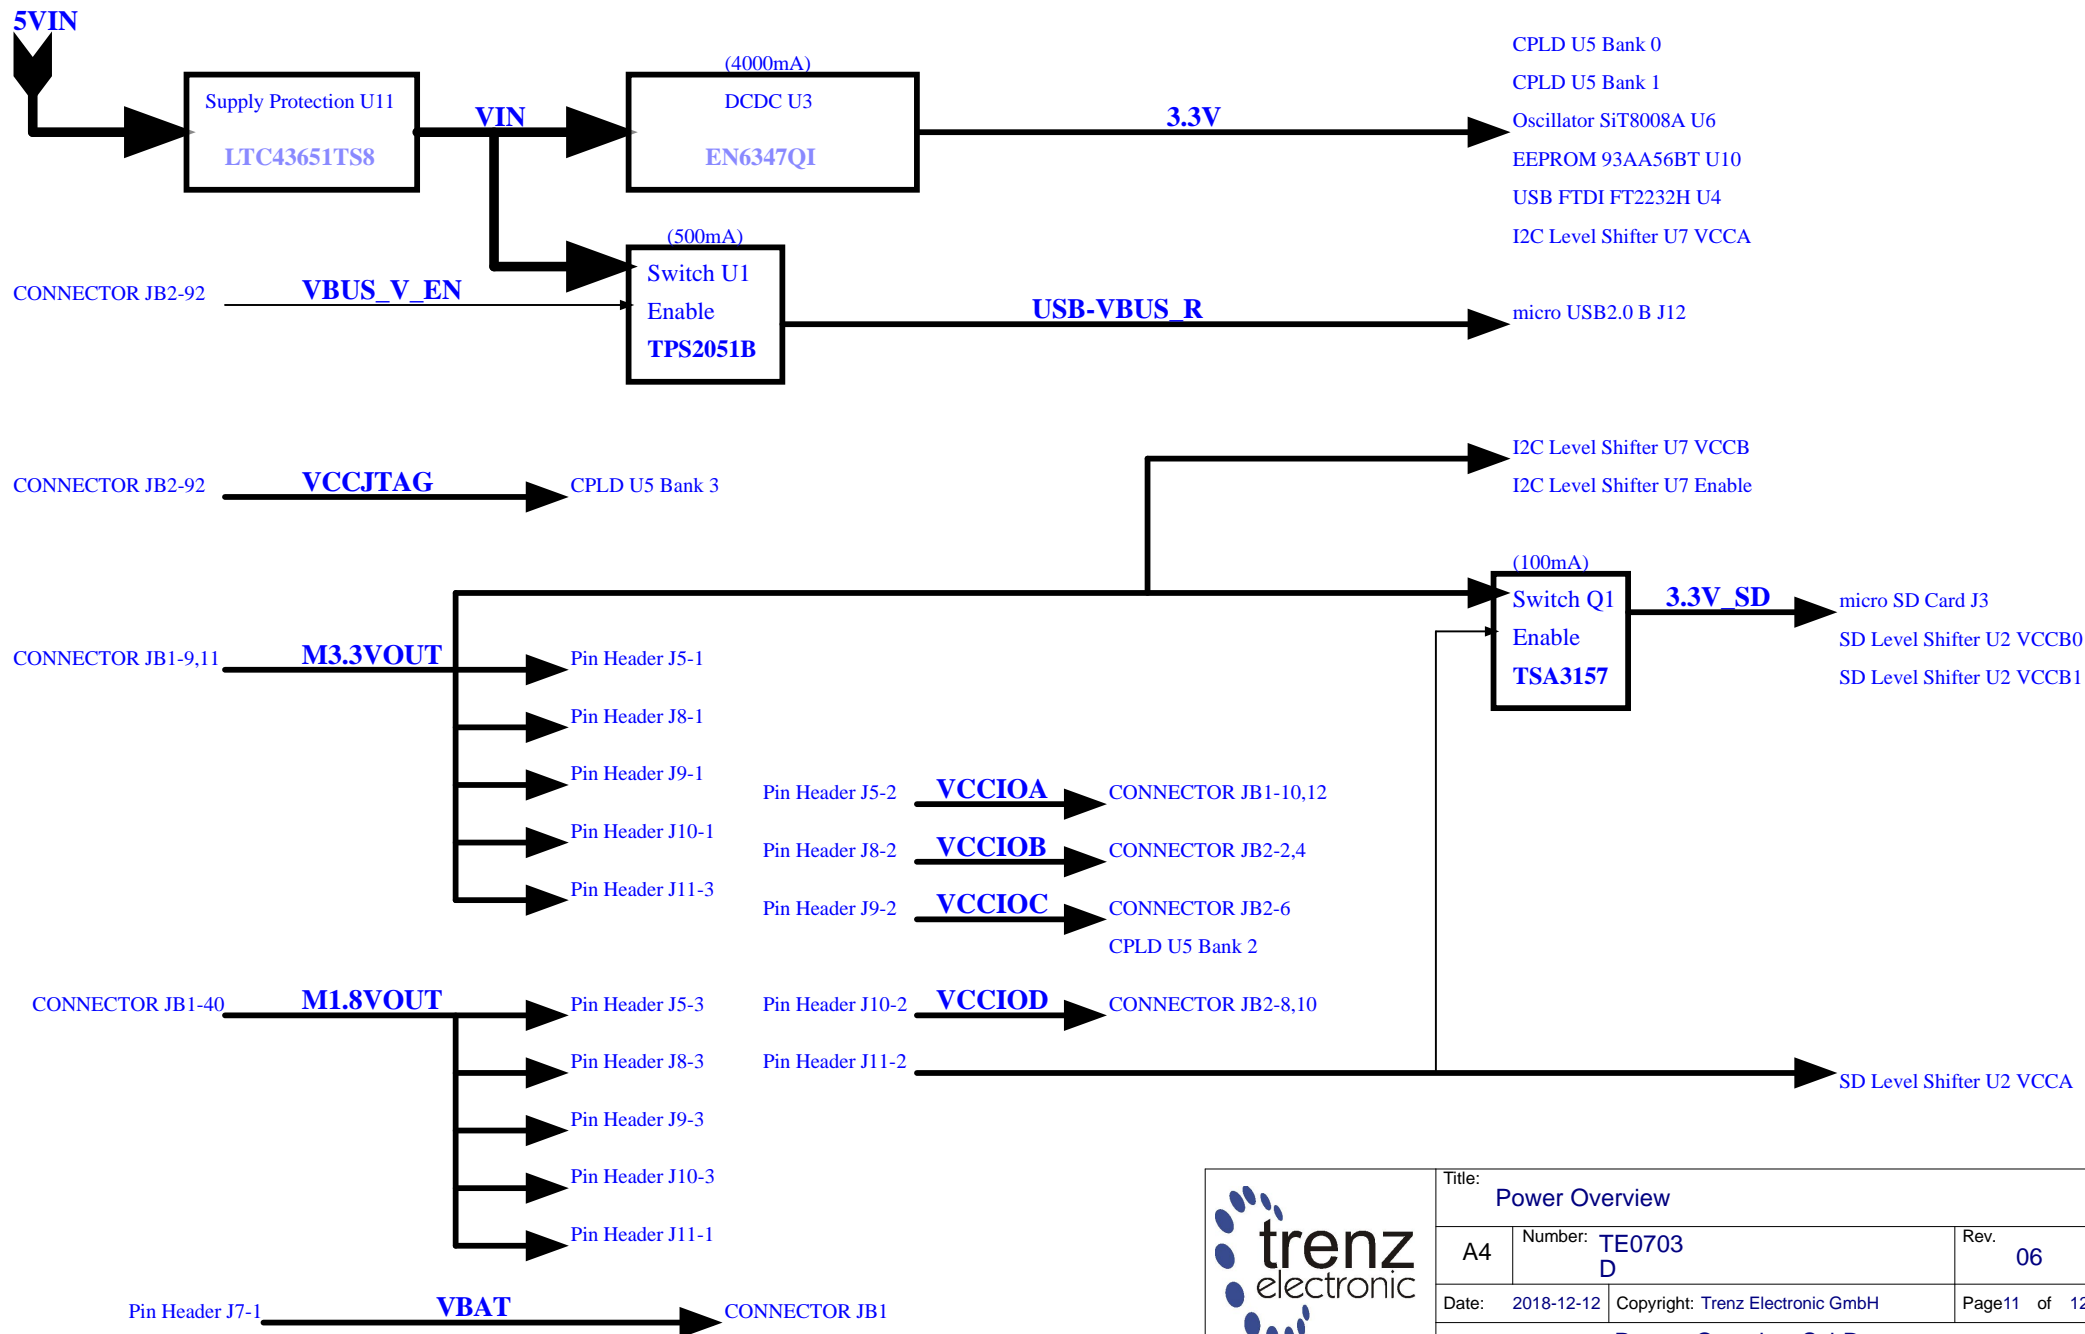 5VIN
Supply Protection U11
LTC43651TS8
VIN
(4000mA)
DCDC U3
EN6347QI
3.3V
CPLD U5 Bank 0
CPLD U5 Bank 1
Oscillator SiT8008A U6
EEPROM 93AA56BT U10
USB FTDI FT2232H U4
I2C Level Shifter U7 VCCA
CONNECTOR JB2-92
VBUS_V_EN
(500mA)
Switch U1
Enable
TPS2051B
USB-VBUS_R
micro USB2.0 B J12
CONNECTOR JB2-92
VCCJTAG
CPLD U5 Bank 3
I2C Level Shifter U7 VCCB
I2C Level Shifter U7 Enable
(100mA)
Switch Q1
Enable
TSA3157
3.3V_SD
micro SD Card J3
SD Level Shifter U2 VCCB0
SD Level Shifter U2 VCCB1
CONNECTOR JB1-9,11
M3.3VOUT
Pin Header J5-1
Pin Header J8-1
Pin Header J9-1
Pin Header J10-1
Pin Header J11-3
Pin Header J5-2
VCCIOA
CONNECTOR JB1-10,12
Pin Header J8-2
VCCIOB
CONNECTOR JB2-2,4
Pin Header J9-2
VCCIOC
CONNECTOR JB2-6
CPLD U5 Bank 2
CONNECTOR JB1-40
M1.8VOUT
Pin Header J5-3
Pin Header J8-3
Pin Header J9-3
Pin Header J10-3
Pin Header J11-1
Pin Header J10-2
VCCIOD
CONNECTOR JB2-8,10
Pin Header J11-2
SD Level Shifter U2 VCCA
Pin Header J7-1
VBAT
CONNECTOR JB1
trenz
electronic
Title:
Power Overview
A4
Number: TE0703
D
Rev.
06
Date: 2018-12-12
Copyright: Trenz Electronic GmbH
Page11 of 12